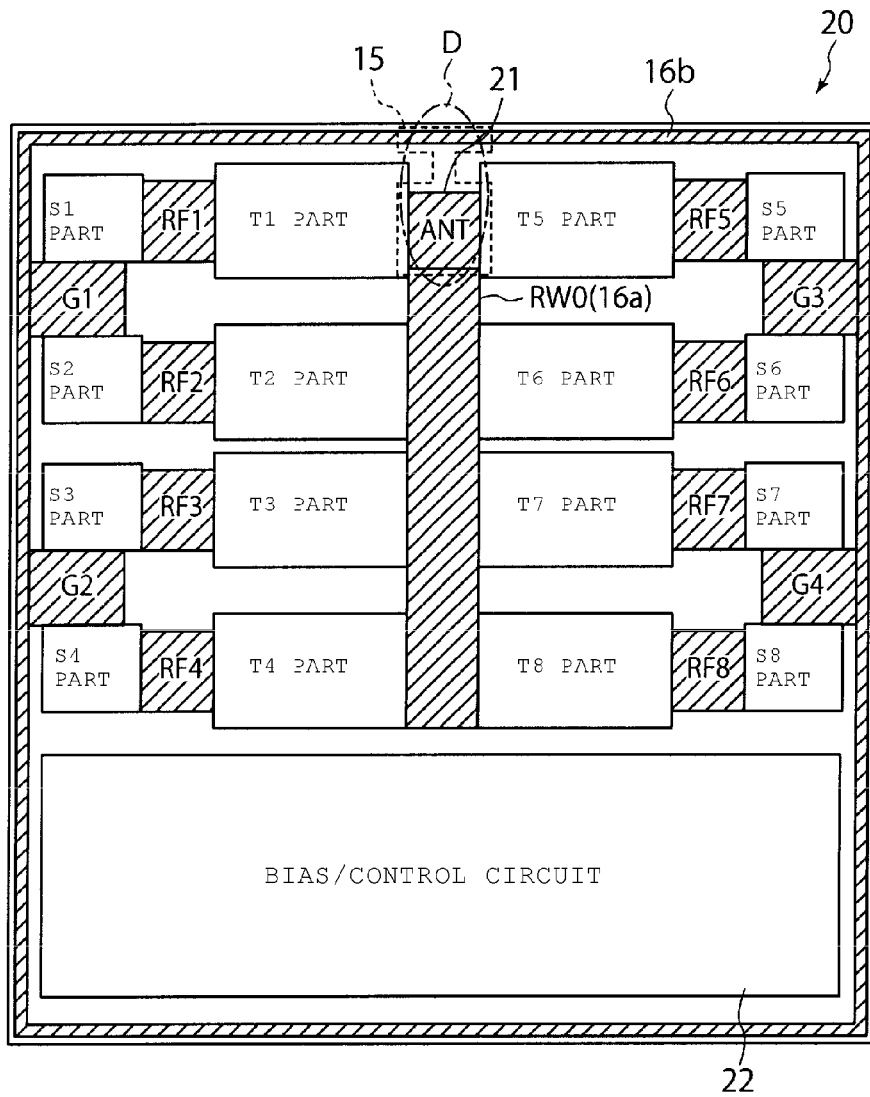 20
D
15
21
16b
S1
PART
RF1
T1 PART
ANT
T5 PART
RF5
S5
PART
G1
RW0(16a)
G3
S2
PART
RF2
T2 PART
T6 PART
RF6
S6
PART
S3
PART
RF3
T3 PART
T7 PART
RF7
S7
PART
G2
G4
S4
PART
RF4
T4 PART
T8 PART
RF8
S8
PART
BIAS/CONTROL CIRCUIT
22